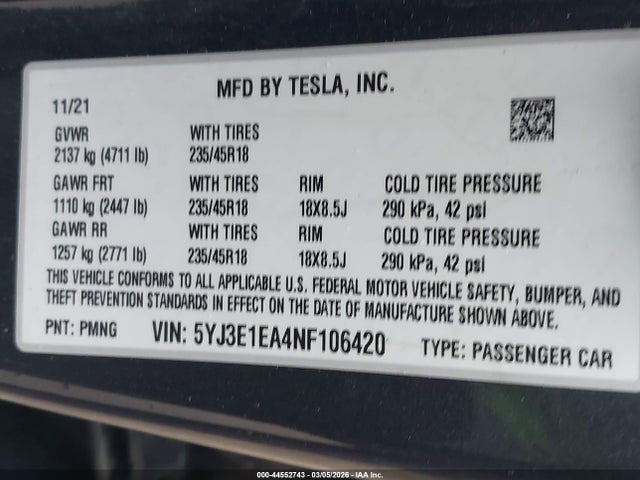 MFD BY TESLA, INC.
11/21
GVWR WITH TIRES
2137 kg (4711 lb) 235/45R18
GAWR FRT WITH TIRES RIM COLD TIRE PRESSURE
1110 kg (2447 lb) 235/45R18 18X8.5J 290 kPa, 42 psi
GAWR RR WITH TIRES RIM COLD TIRE PRESSURE
1257 kg (2771 lb) 235/45R18 18X8.5J 290 kPa, 42 psi
THIS VEHICLE CONFORMS TO ALL APPLICABLE U.S. FEDERAL MOTOR VEHICLE SAFETY, BUMPER, AND
THEFT PREVENTION STANDARDS IN EFFECT ON THE DATE OF MANUFACTURE SHOWN ABOVE.
PNT: PMNG VIN: 5YJ3E1EA4NF106420 TYPE: PASSENGER CAR
000-44552743 - 03/05/2026 - IAA Inc.